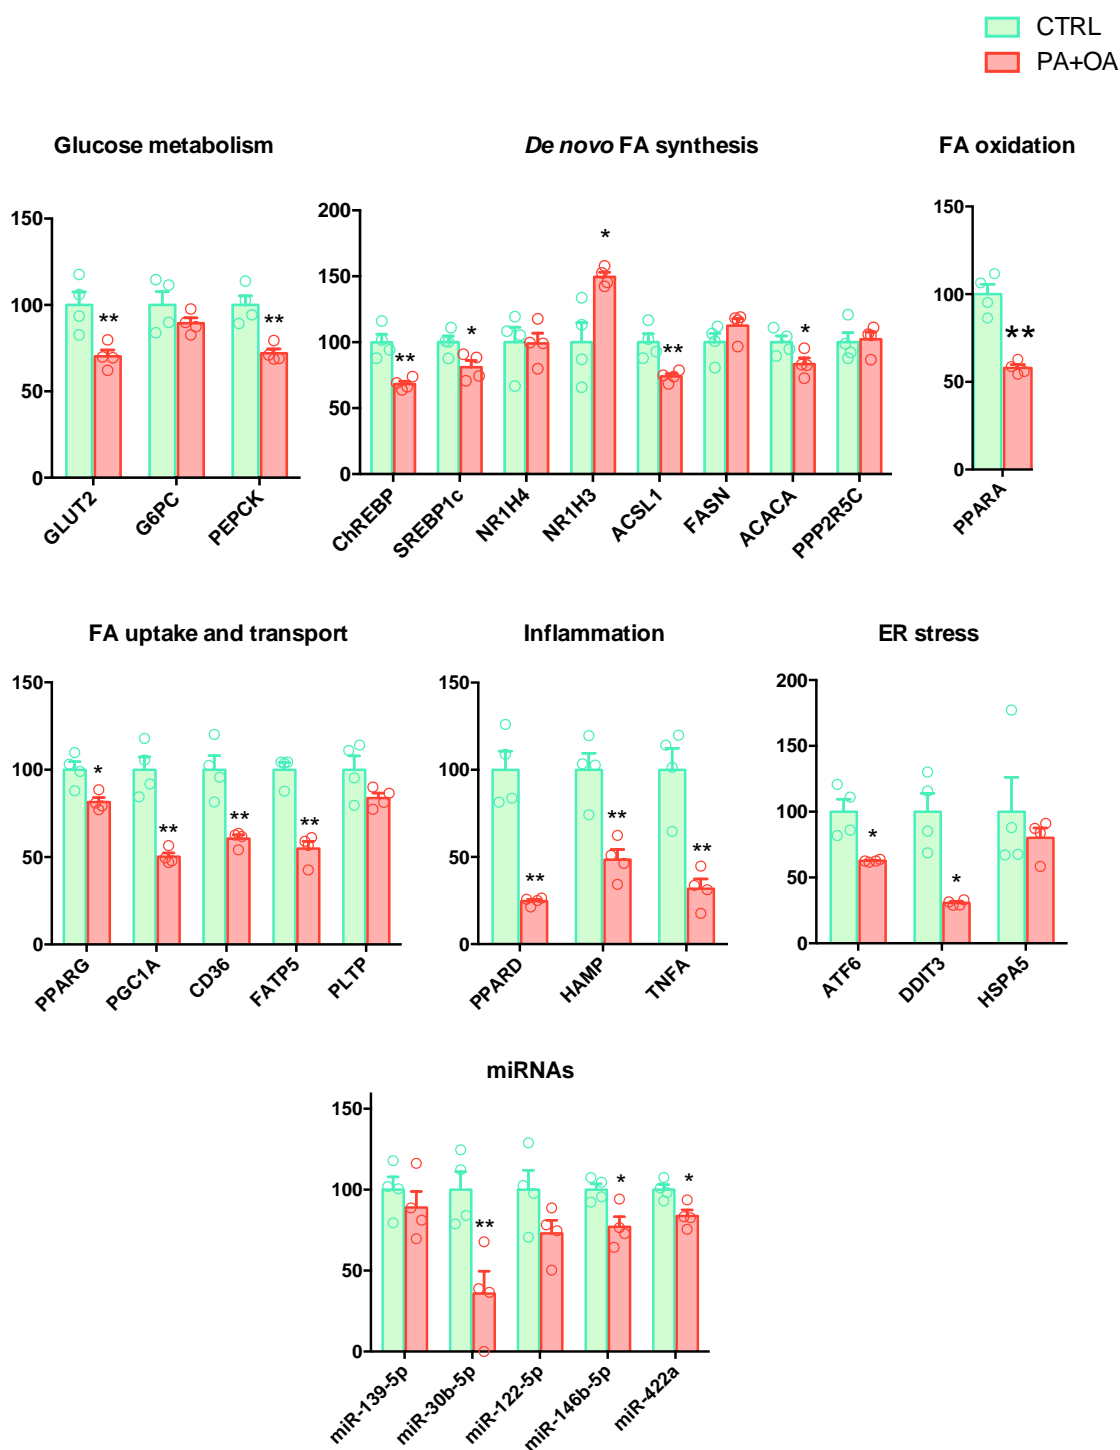 CTRL
PA+OA
Glucose metabolism
De novo FA synthesis
FA oxidation
150
100
50
0
**
**
GLUT2
G6PC
PEPCK
200
150
100
50
0
**
*
*
**
*
ChREBP
SREBP1c
NR1H4
NR1H3
ACSL1
FASN
ACACA
PPP2R5C
150
100
50
0
**
PPARA
FA uptake and transport
Inflammation
ER stress
150
100
50
0
*
**
**
**
PPARG
PGC1A
CD36
FATP5
PLTP
150
100
50
0
**
**
**
PPARD
HAMP
TNFA
200
150
100
50
0
*
*
ATF6
DDIT3
HSPA5
miRNAs
150
100
50
0
**
*
*
miR-139-5p
miR-30b-5p
miR-122-5p
miR-146b-5p
miR-422a